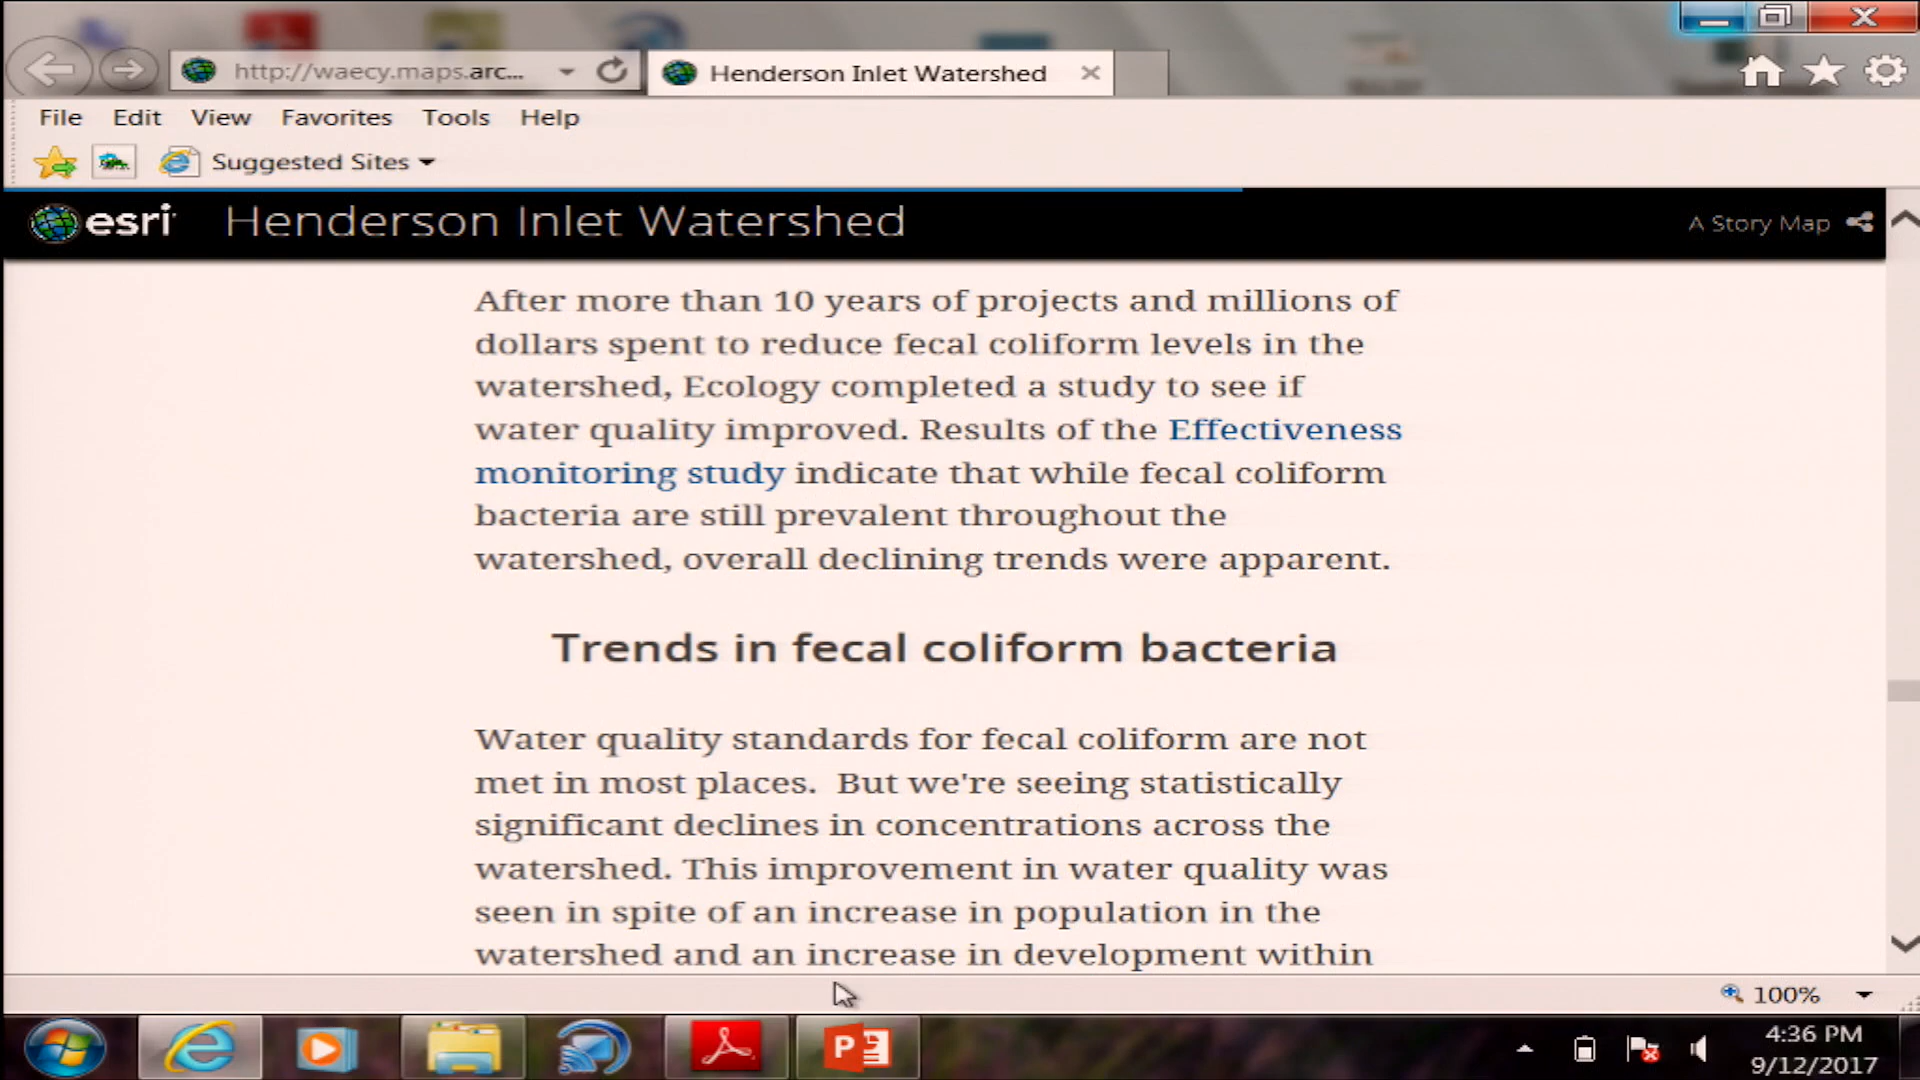 http://waecy.maps.arc...
Henderson Inlet Watershed
File Edit View Favorites Tools Help
Suggested Sites
esri Henderson Inlet Watershed
A Story Map
After more than 10 years of projects and millions of
dollars spent to reduce fecal coliform levels in the
watershed, Ecology completed a study to see if
water quality improved. Results of the Effectiveness
monitoring study indicate that while fecal coliform
bacteria are still prevalent throughout the
watershed, overall declining trends were apparent.
Trends in fecal coliform bacteria
Water quality standards for fecal coliform are not
met in most places.  But we're seeing statistically
significant declines in concentrations across the
watershed. This improvement in water quality was
seen in spite of an increase in population in the
watershed and an increase in development within
100%
4:36 PM
9/12/2017